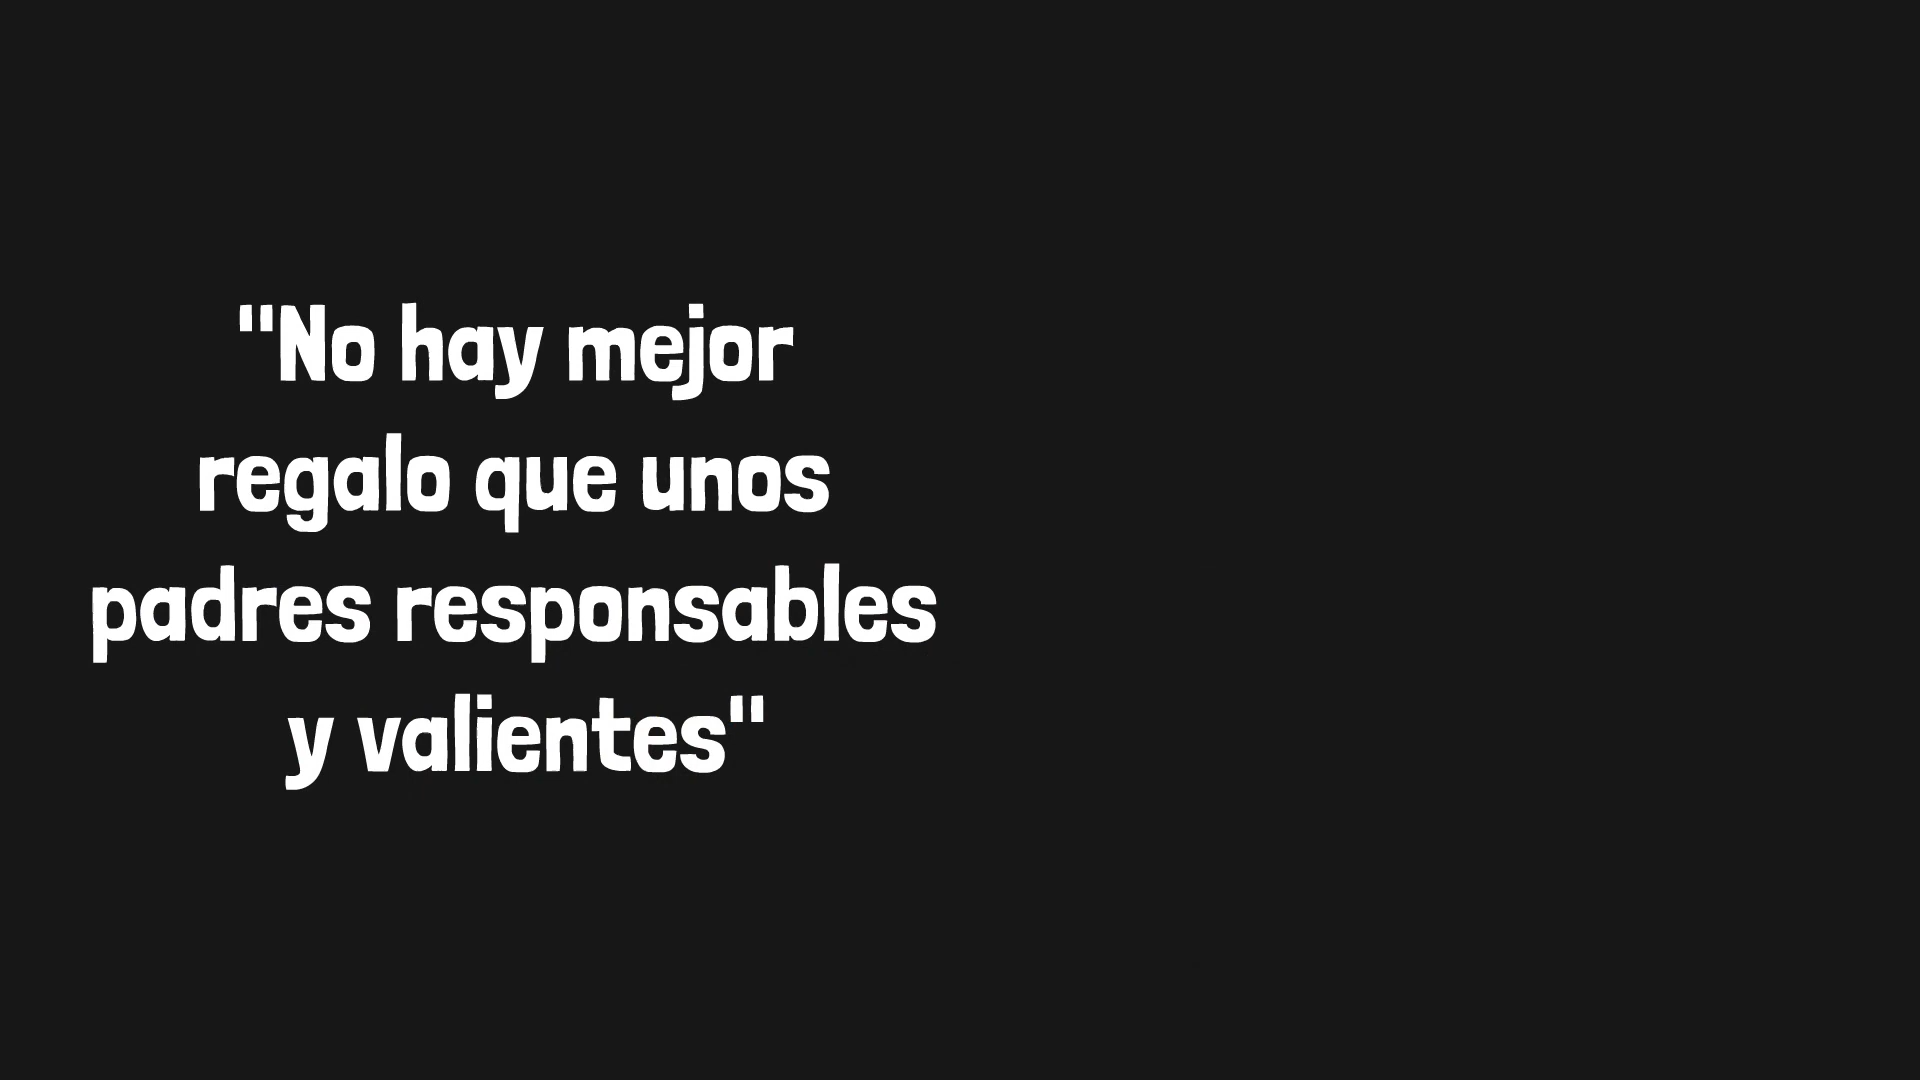 "No hay mejor
regalo que unos
padres responsables
y valientes"